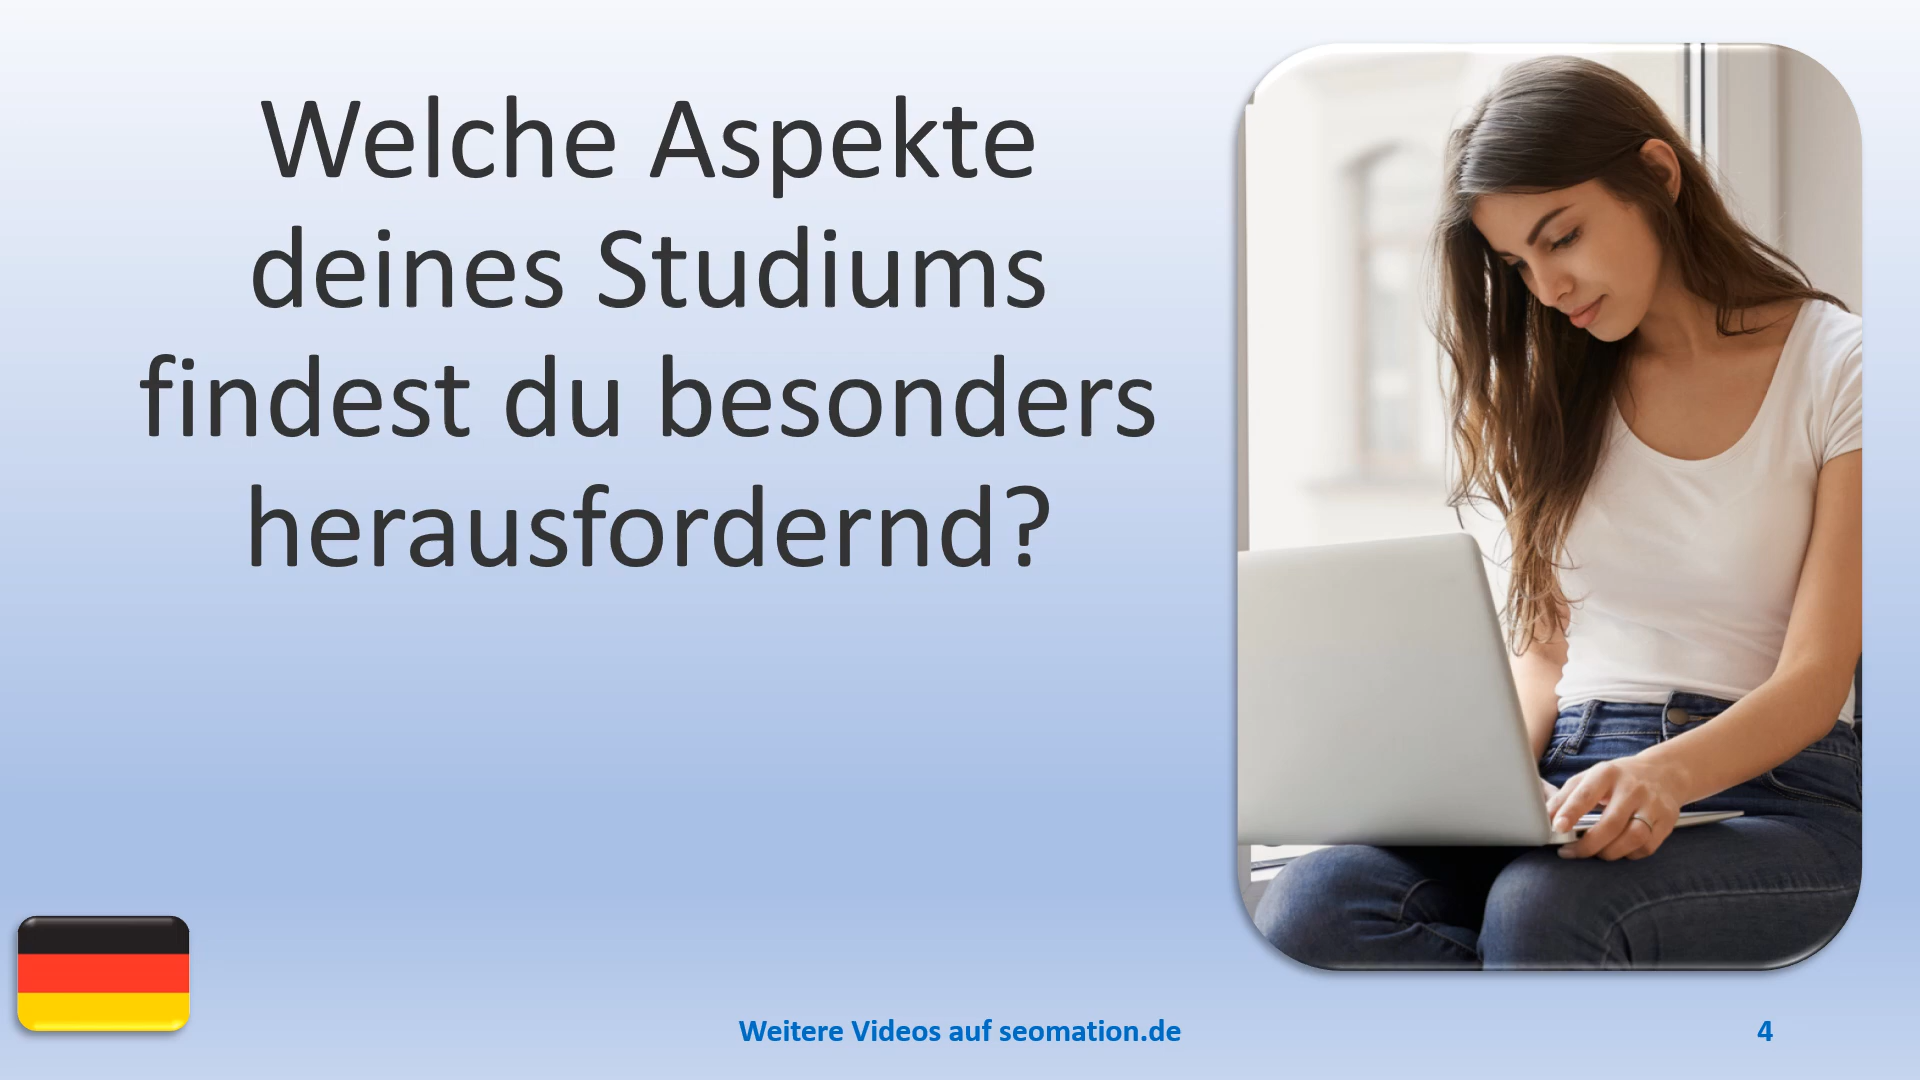 Welche Aspekte
deines Studiums
findest du besonders
herausfordernd?
Weitere Videos auf seomation.de
4